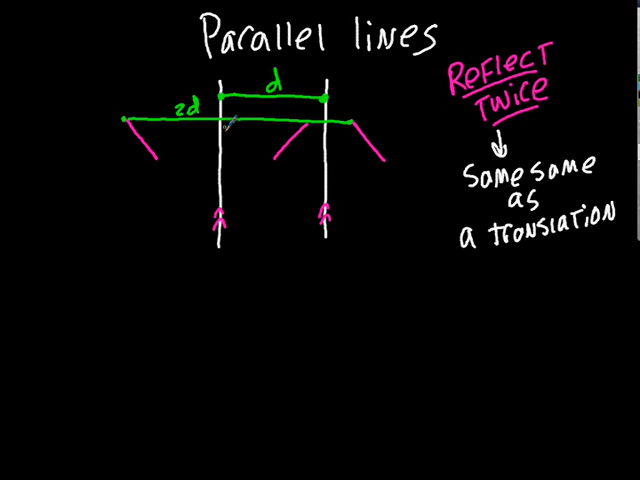 Parallel lines
d
2d
REFLECT
TWICE
same same
as
a translation